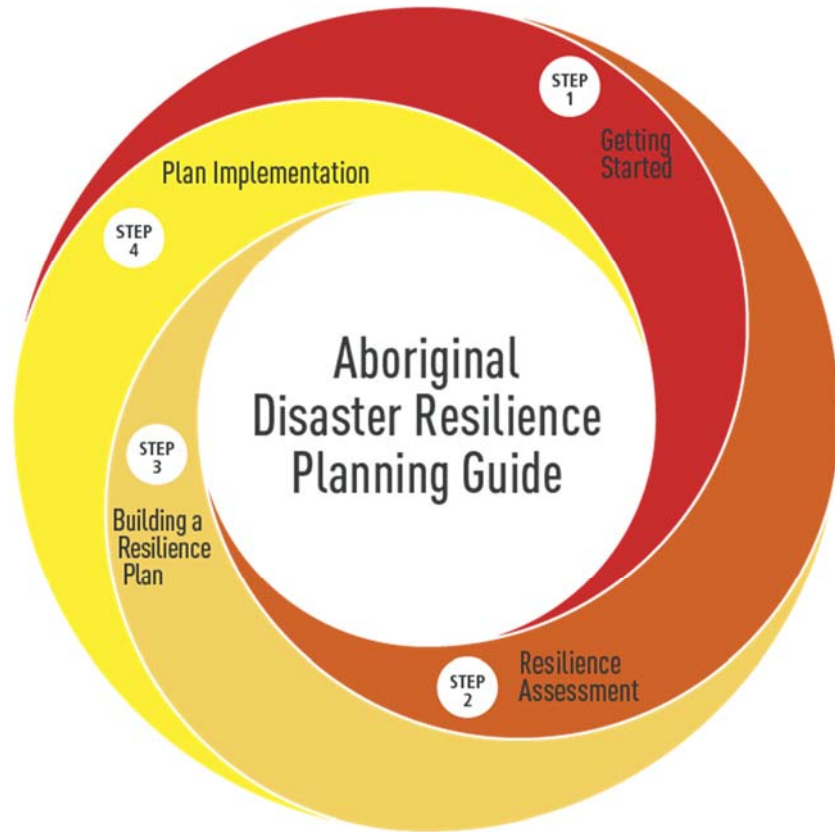 Aboriginal
Disaster Resilience
Planning Guide
STEP
1
Getting
Started
STEP
2
Resilience
Assessment
STEP
3
Building a
Resilience
Plan
STEP
4
Plan Implementation